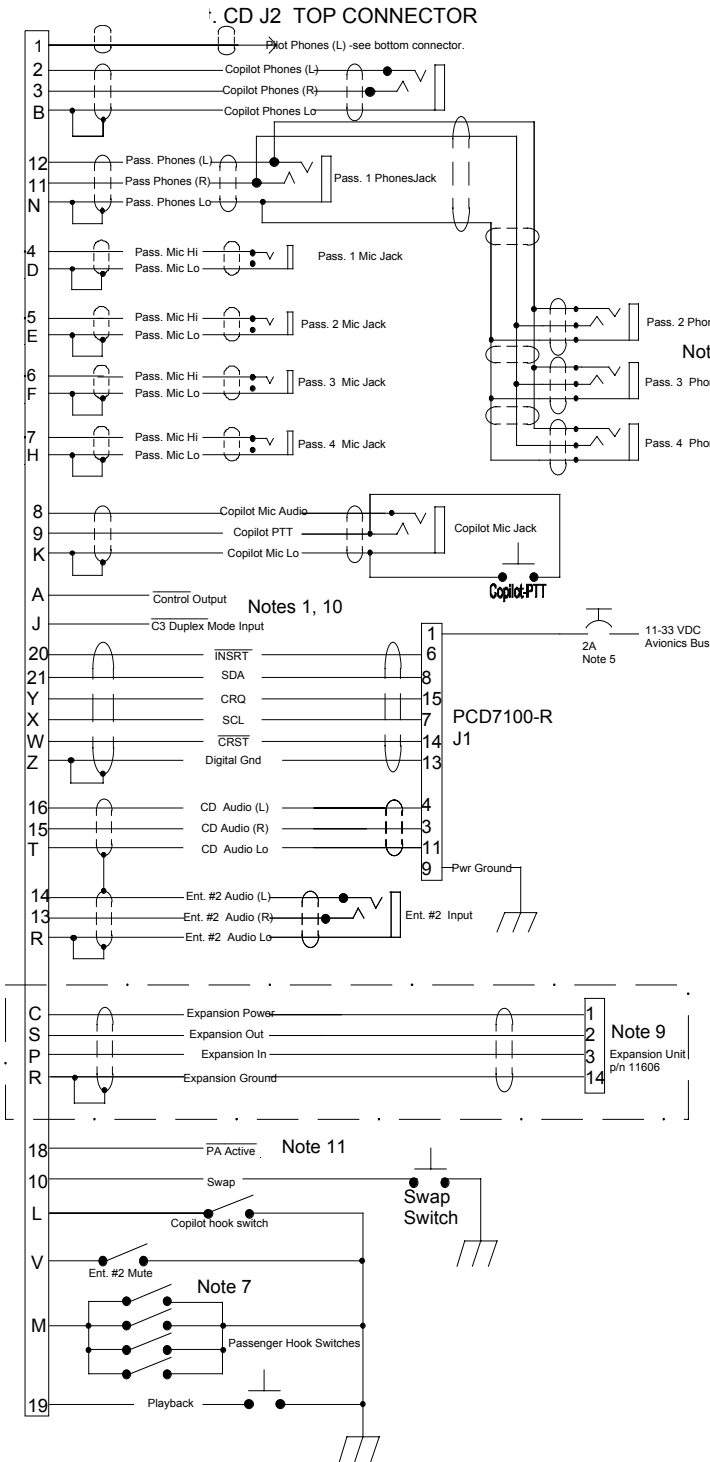 . CD J2 TOP CONNECTOR
1 Pilot Phones (L) -see bottom connector.
2 Copilot Phones (L)
3 Copilot Phones (R)
B Copilot Phones Lo
12 Pass. Phones (L)
11 Pass Phones (R) Pass. 1 PhonesJack
N Pass. Phones Lo
4 Pass. Mic Hi Pass. 1 Mic Jack
D Pass. Mic Lo
5 Pass. Mic Hi Pass. 2 Mic Jack Pass. 2
E Pass. Mic Lo
6 Pass. Mic Hi Pass. 3 Mic Jack Pass. 3
F Pass. Mic Lo
7 Pass. Mic Hi Pass. 4 Mic Jack Pass. 4
H Pass. Mic Lo
8 Copilot Mic Audio
9 Copilot PTT Copilot Mic Jack
K Copilot Mic Lo
Copilot-PTT
A Control Output Notes 1, 10
J C3 Duplex Mode Input
1 2A Note 5 11-33 VDC Avionics Bus
20 INSRT 6
21 SDA 8
Y CRQ 15
X SCL 7
PCD7100-R
J1
W CRST 14
Z Digital Gnd 13
16 CD Audio (L) 4
15 CD Audio (R) 3
T CD Audio Lo 11
9 Pwr Ground
14 Ent. #2 Audio (L)
13 Ent. #2 Audio (R) Ent. #2 Input
R Ent. #2 Audio Lo
C Expansion Power 1
S Expansion Out 2 Note 9
P Expansion In 3 Expansion Unit
p/n 11606
R Expansion Ground 14
18 PA Active Note 11
10 Swap
Swap
Switch
L Copilot hook switch
V Ent. #2 Mute
Note 7
M Passenger Hook Switches
19 Playback